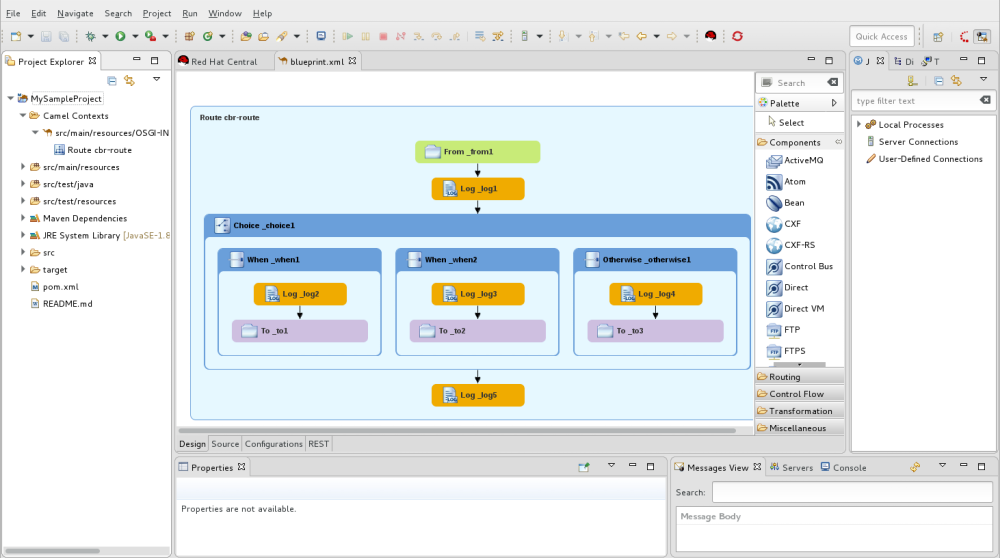 File Edit Navigate Search Project Run Window Help
Quick Access
Project Explorer
MySampleProject
Camel Contexts
src/main/resources/OSGI-IN
Route cbr-route
src/main/resources
src/test/java
src/test/resources
Maven Dependencies
JRE System Library [JavaSE-1.8
src
target
pom.xml
README.md
Red Hat Central
blueprint.xml
Route cbr-route
From _from1
Log _log1
Choice _choice1
When _when1
When _when2
Otherwise _otherwise1
Log _log2
Log _log3
Log _log4
To _to1
To _to2
To _to3
Log _log5
Search
Palette
Select
Components
ActiveMQ
Atom
Bean
CXF
CXF-RS
Control Bus
Direct
Direct VM
FTP
FTPS
Routing
Control Flow
Transformation
Miscellaneous
Design Source Configurations REST
J Di T
type filter text
Local Processes
Server Connections
User-Defined Connections
Properties
Properties are not available.
Messages View Servers Console
Search:
Message Body